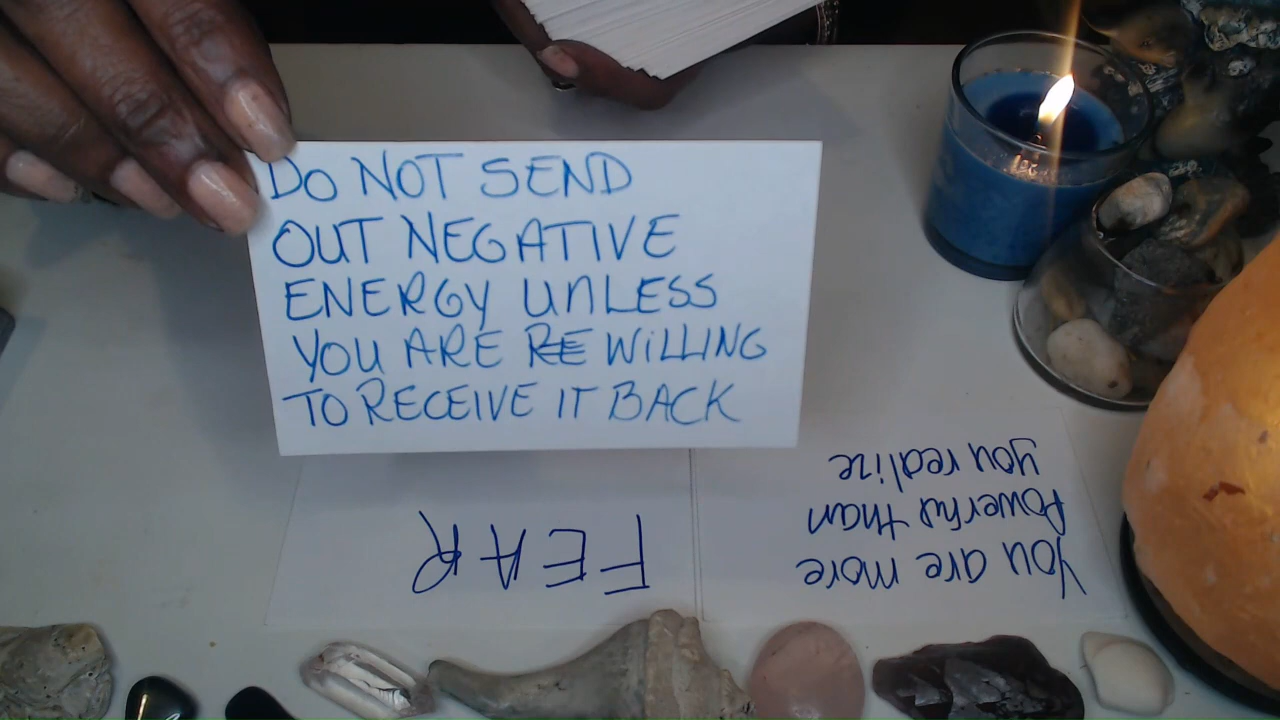 DO NOT SEND
OUT NEGATIVE
ENERGY UNLESS
YOU ARE RE WILLING
TO RECEIVE IT BACK
FEAR
You are more
Powerful than
you realize